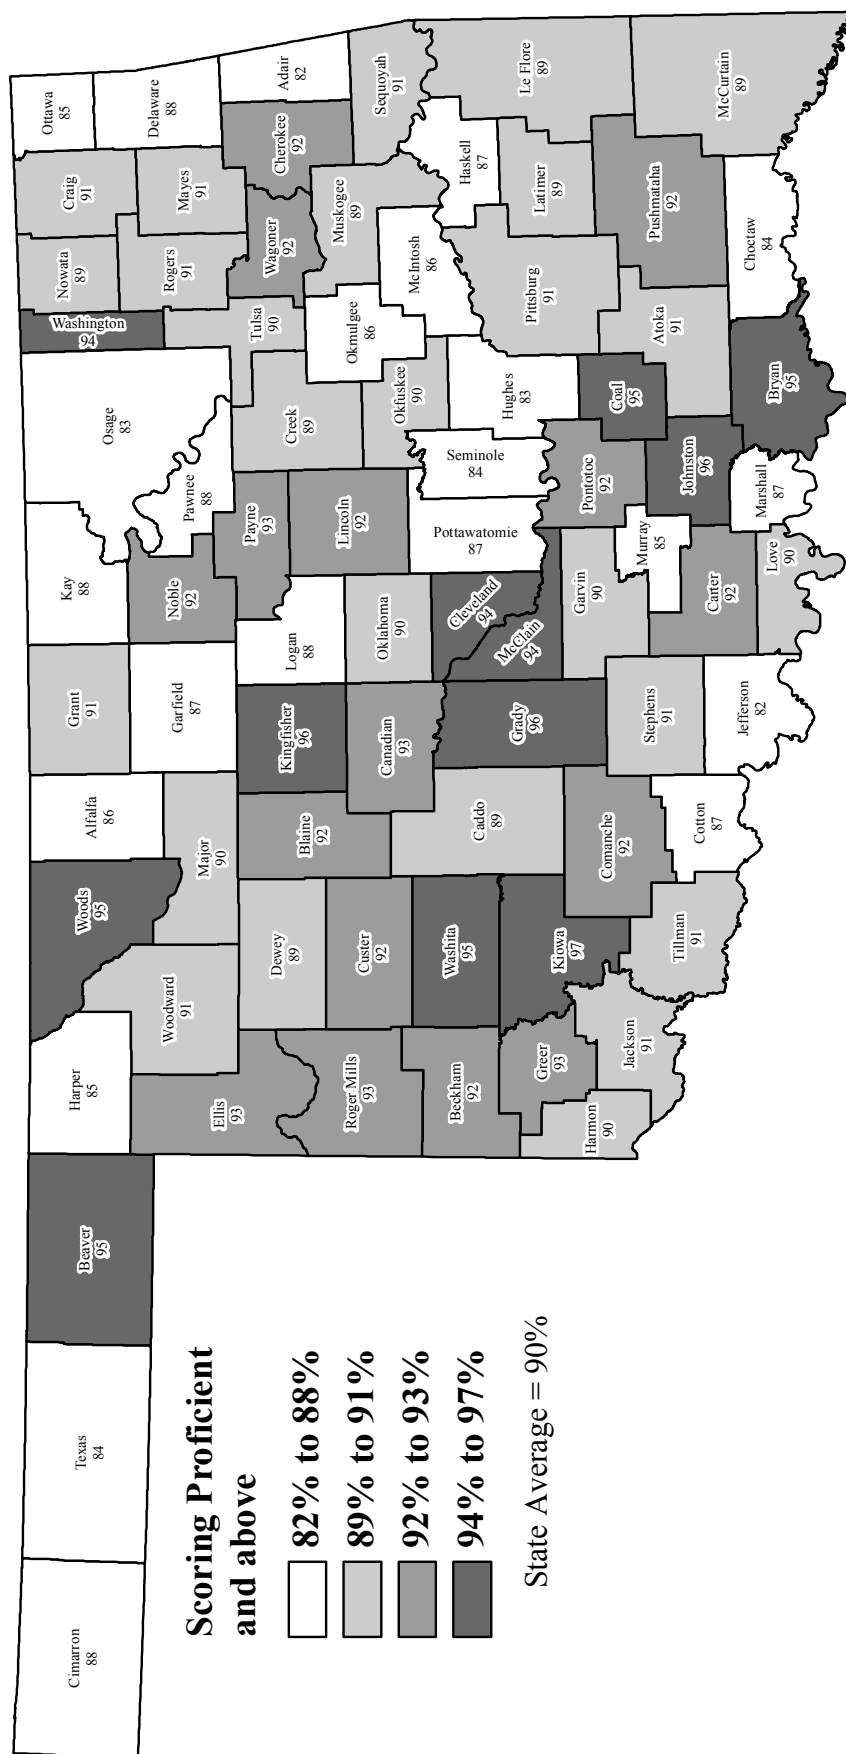 Cimarron
88
Texas
84
Beaver
95
Harper
85
Woods
95
Alfalfa
86
Grant
91
Kay
88
Osage
83
Washington
94
Nowata
89
Craig
91
Ottawa
85
Ellis
93
Woodward
91
Major
90
Garfield
87
Noble
92
Pawnee
88
Rogers
91
Mayes
91
Delaware
88
Roger Mills
93
Dewey
89
Blaine
92
Kingfisher
96
Logan
88
Payne
93
Creek
89
Tulsa
90
Wagoner
92
Cherokee
92
Adair
82
Custer
92
Canadian
93
Oklahoma
90
Lincoln
92
Okfuskee
90
Okmulgee
86
Muskogee
89
Sequoyah
91
Beckham
92
Washita
95
Caddo
89
Grady
96
Cleveland
94
McClain
94
Pottawatomie
87
Seminole
84
Hughes
83
McIntosh
86
Haskell
87
Le Flore
89
Greer
93
Kiowa
97
Comanche
92
Garvin
90
Pontotoc
92
Coal
95
Pittsburg
91
Latimer
89
Harmon
90
Jackson
91
Tillman
91
Cotton
87
Stephens
91
Murray
85
Johnston
96
Atoka
91
Pushmataha
92
McCurtain
89
Jefferson
82
Carter
92
Love
90
Marshall
87
Bryan
95
Choctaw
84
Scoring Proficient
and above
82% to 88%
89% to 91%
92% to 93%
94% to 97%
State Average = 90%